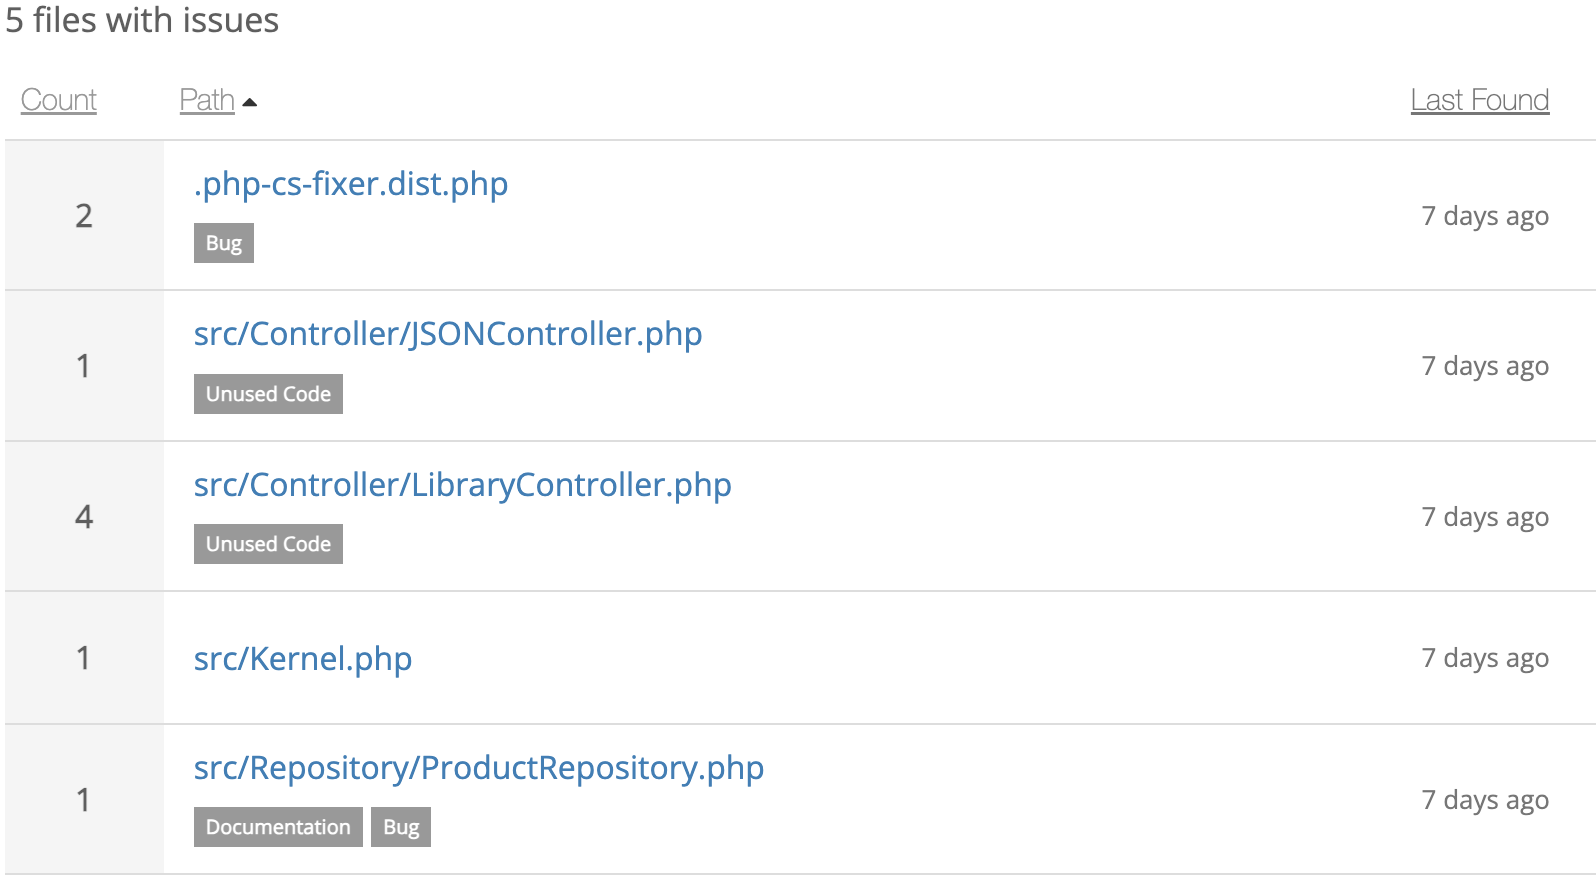 5 files with issues
Count Path Last Found
2 .php-cs-fixer.dist.php 7 days ago
Bug
1 src/Controller/JSONController.php 7 days ago
Unused Code
4 src/Controller/LibraryController.php 7 days ago
Unused Code
1 src/Kernel.php 7 days ago
1 src/Repository/ProductRepository.php 7 days ago
Documentation Bug